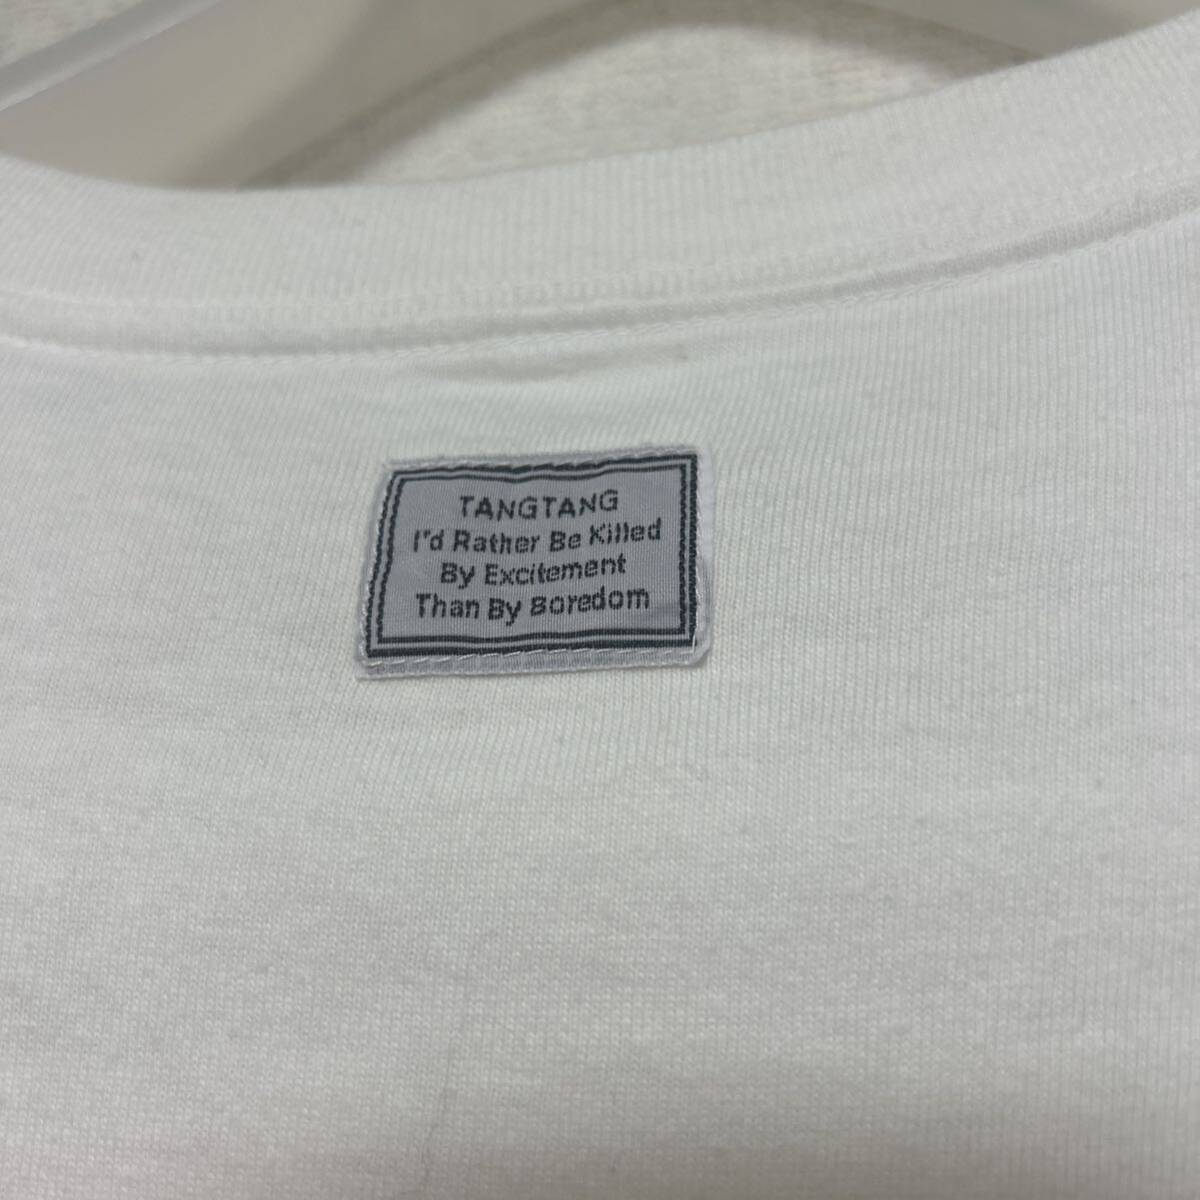 TANGTANG
I'd Rather Be Killed
By Excitement
Than By Boredom